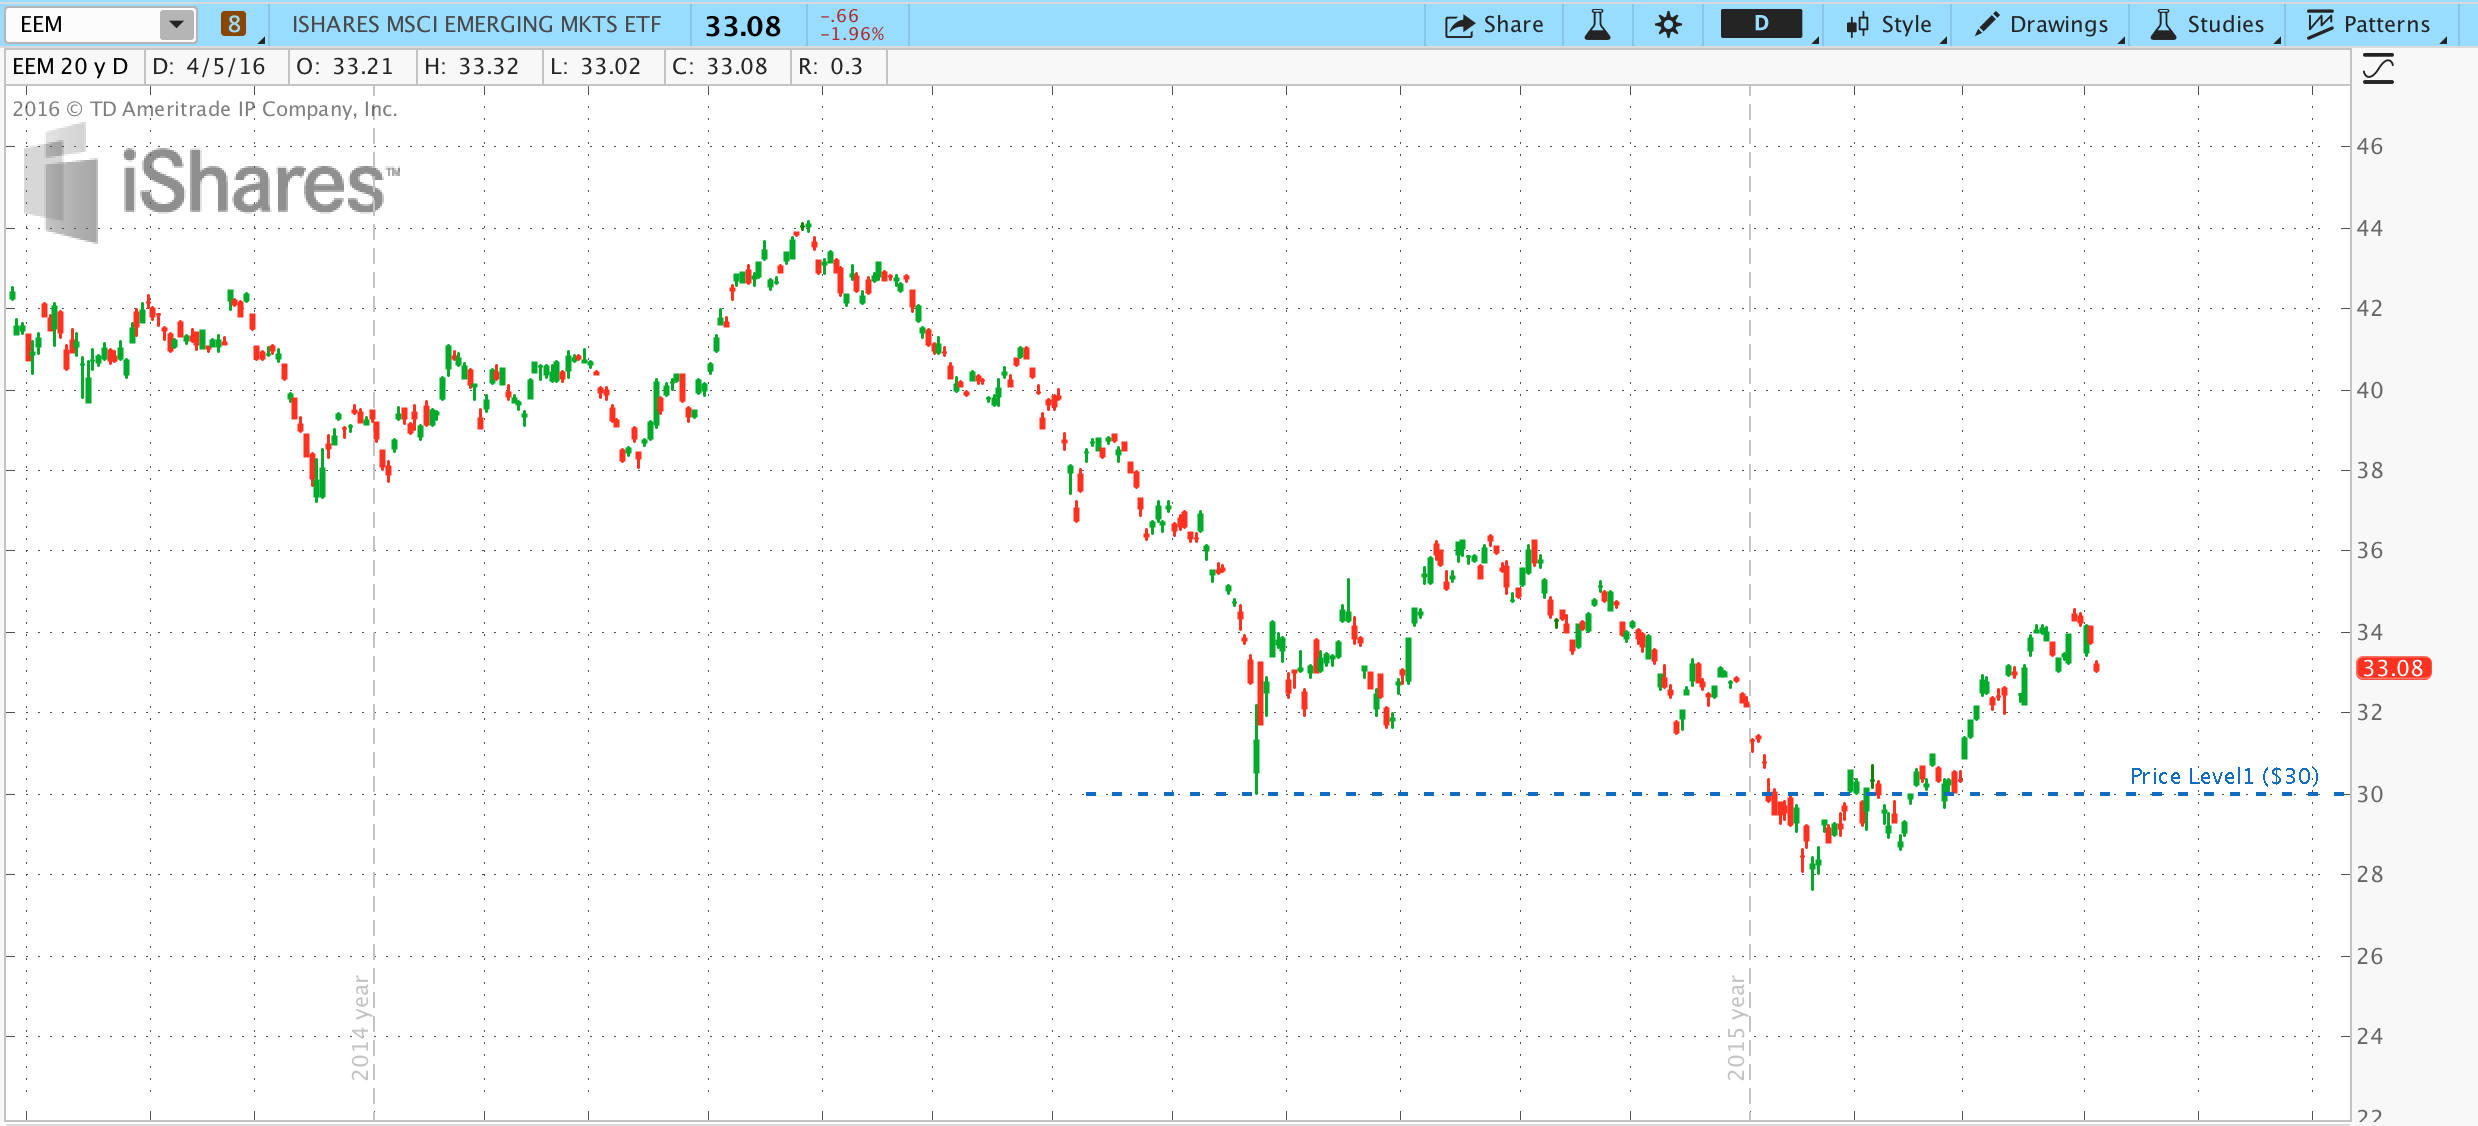 EEM 8 ISHARES MSCI EMERGING MKTS ETF 33.08 -.66 -1.96% Share D Style Drawings Studies Patterns
EEM 20 y D D: 4/5/16 O: 33.21 H: 33.32 L: 33.02 C: 33.08 R: 0.3
2016 © TD Ameritrade IP Company, Inc.
iShares™
46
44
42
40
38
36
34
33.08
32
Price Level1 ($30)
30
28
26
24
22
2014 year
2015 year